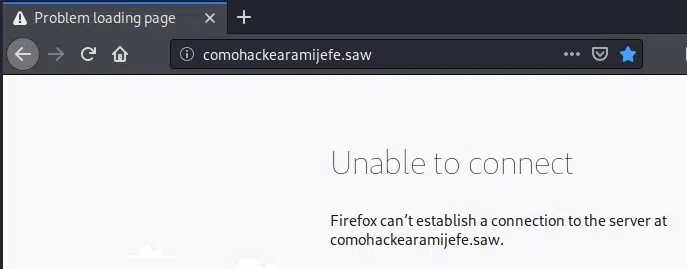 Problem loading page
comohackearamijefe.saw
Unable to connect
Firefox can't establish a connection to the server at
comohackearamijefe.saw.